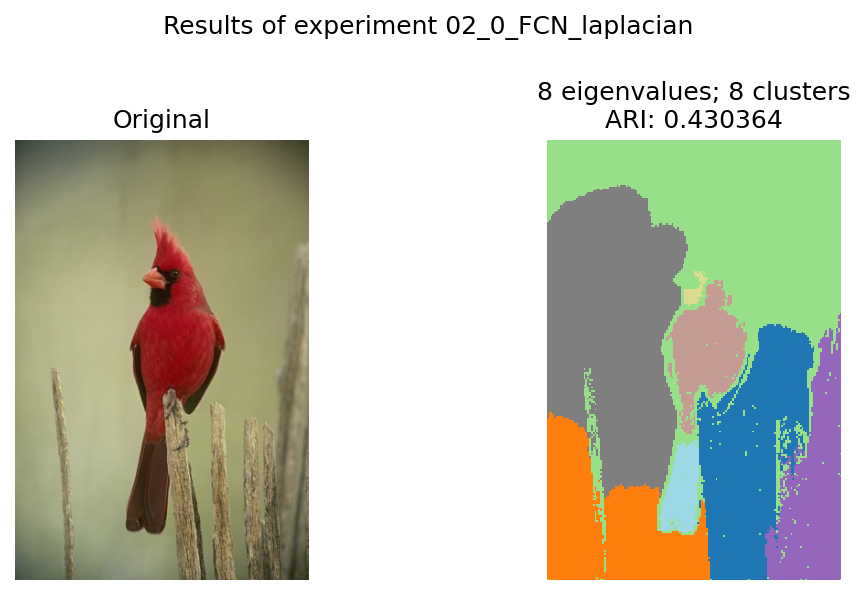 Results of experiment 02_0_FCN_laplacian
Original
8 eigenvalues; 8 clusters
ARI: 0.430364